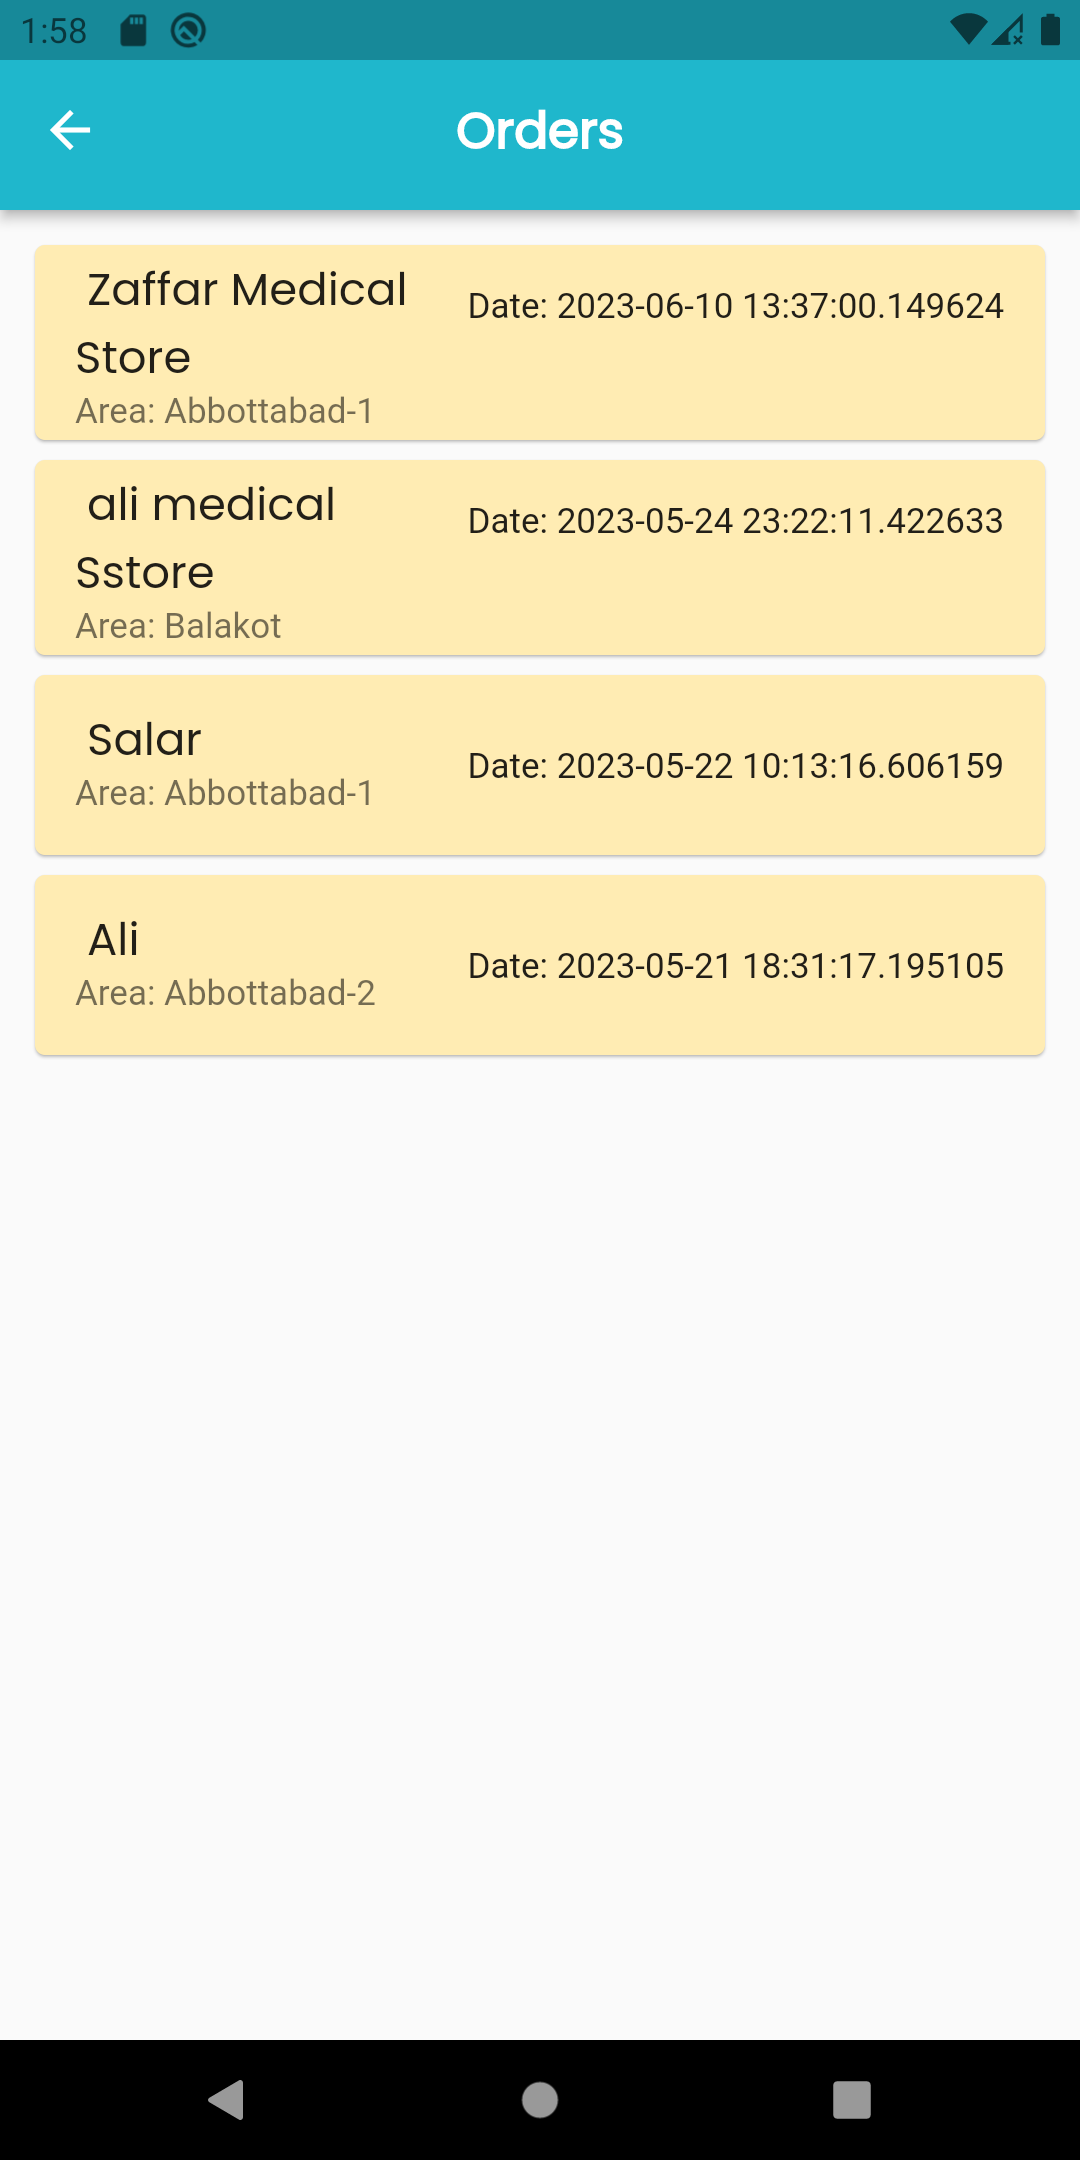 1:58
Orders
Zaffar Medical
Store
Date: 2023-06-10 13:37:00.149624
Area: Abbottabad-1
ali medical
Sstore
Date: 2023-05-24 23:22:11.422633
Area: Balakot
Salar
Date: 2023-05-22 10:13:16.606159
Area: Abbottabad-1
Ali
Date: 2023-05-21 18:31:17.195105
Area: Abbottabad-2